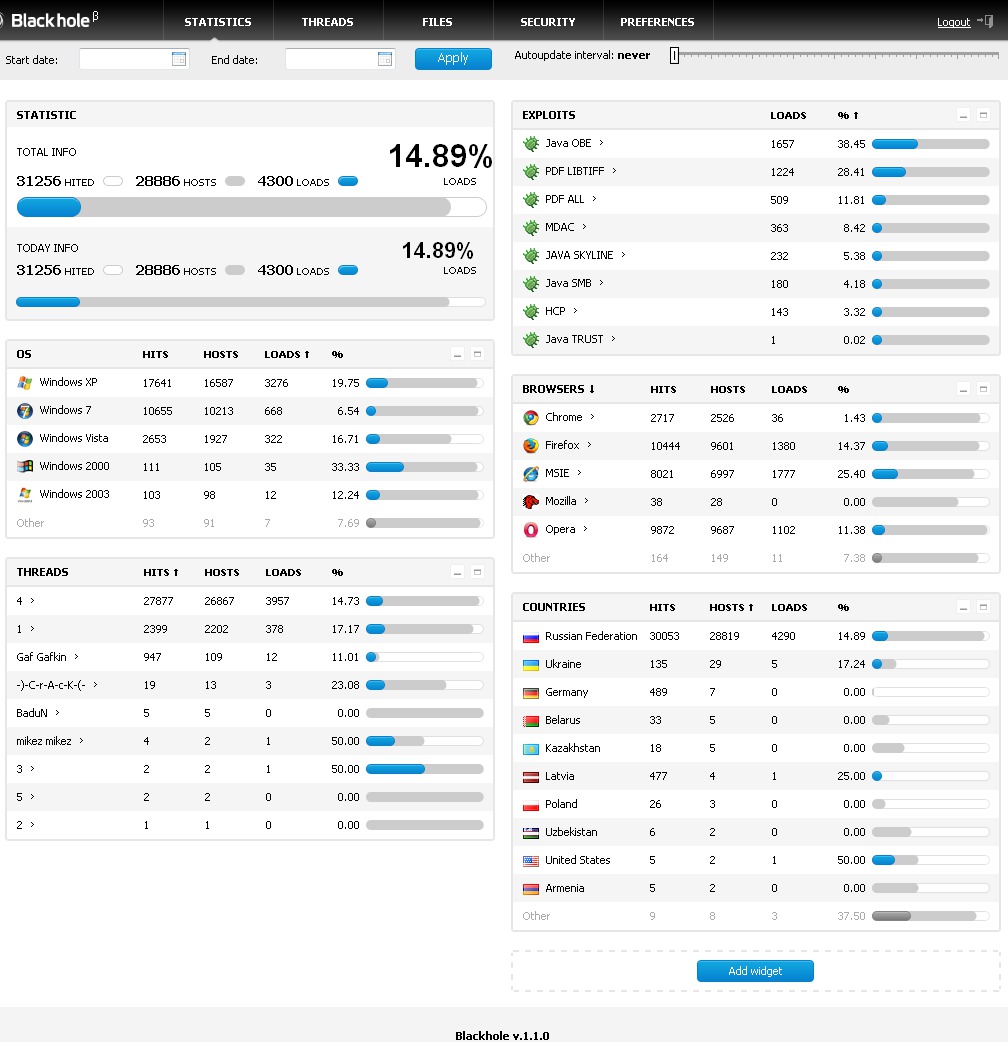 Blackhole β
STATISTICS THREADS FILES SECURITY PREFERENCES Logout
Start date: End date: Apply Autoupdate interval: never
STATISTIC
TOTAL INFO
14.89%
31256 HITED 28886 HOSTS 4300 LOADS LOADS
TODAY INFO
14.89%
31256 HITED 28886 HOSTS 4300 LOADS LOADS
OS HITS HOSTS LOADS ↑ %
Windows XP 17641 16587 3276 19.75
Windows 7 10655 10213 668 6.54
Windows Vista 2653 1927 322 16.71
Windows 2000 111 105 35 33.33
Windows 2003 103 98 12 12.24
Other 93 91 7 7.69
THREADS HITS ↑ HOSTS LOADS %
4 > 27877 26867 3957 14.73
1 > 2399 2202 378 17.17
Gaf Gafkin > 947 109 12 11.01
-)-C-r-A-c-K-(- > 19 13 3 23.08
BaduN > 5 5 0 0.00
mikez mikez > 4 2 1 50.00
3 > 2 2 1 50.00
5 > 2 2 0 0.00
2 > 1 1 0 0.00
EXPLOITS LOADS % ↑
Java OBE > 1657 38.45
PDF LIBTIFF > 1224 28.41
PDF ALL > 509 11.81
MDAC > 363 8.42
JAVA SKYLINE > 232 5.38
Java SMB > 180 4.18
HCP > 143 3.32
Java TRUST > 1 0.02
BROWSERS ↓ HITS HOSTS LOADS %
Chrome > 2717 2526 36 1.43
Firefox > 10444 9601 1380 14.37
MSIE > 8021 6997 1777 25.40
Mozilla > 38 28 0 0.00
Opera > 9872 9687 1102 11.38
Other 164 149 11 7.38
COUNTRIES HITS HOSTS ↑ LOADS %
Russian Federation 30053 28819 4290 14.89
Ukraine 135 29 5 17.24
Germany 489 7 0 0.00
Belarus 33 5 0 0.00
Kazakhstan 18 5 0 0.00
Latvia 477 4 1 25.00
Poland 26 3 0 0.00
Uzbekistan 6 2 0 0.00
United States 5 2 1 50.00
Armenia 5 2 0 0.00
Other 9 8 3 37.50
Add widget
Blackhole v.1.1.0